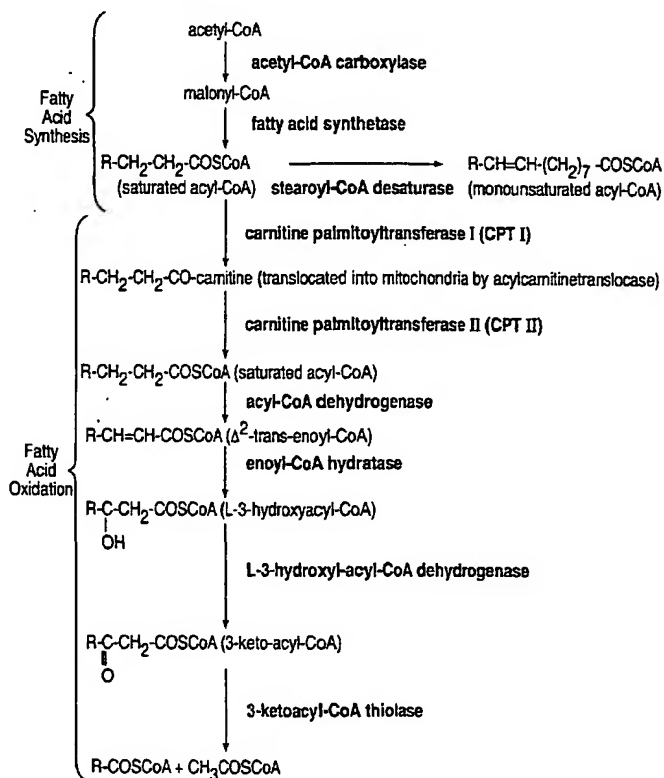 acetyl-CoA
acetyl-CoA carboxylase
malonyl-CoA
Fatty
Acid
Synthesis
fatty acid synthetase
R-CH2-CH2-COSCoA
(saturated acyl-CoA)
stearoyl-CoA desaturase
R-CH=CH-(CH2)7 -COSCoA
(monounsaturated acyl-CoA)
carnitine palmitoyltransferase I (CPT I)
R-CH2-CH2-CO-carnitine (translocated into mitochondria by acylcarnitinetranslocase)
carnitine palmitoyltransferase II (CPT II)
R-CH2-CH2-COSCoA (saturated acyl-CoA)
acyl-CoA dehydrogenase
R-CH=CH-COSCoA (Δ2-trans-enoyl-CoA)
enoyl-CoA hydratase
Fatty
Acid
Oxidation
R-C-CH2-COSCoA (L-3-hydroxyacyl-CoA)
OH
L-3-hydroxyl-acyl-CoA dehydrogenase
R-C-CH2-COSCoA (3-keto-acyl-CoA)
O
3-ketoacyl-CoA thiolase
R-COSCoA + CH3COSCoA